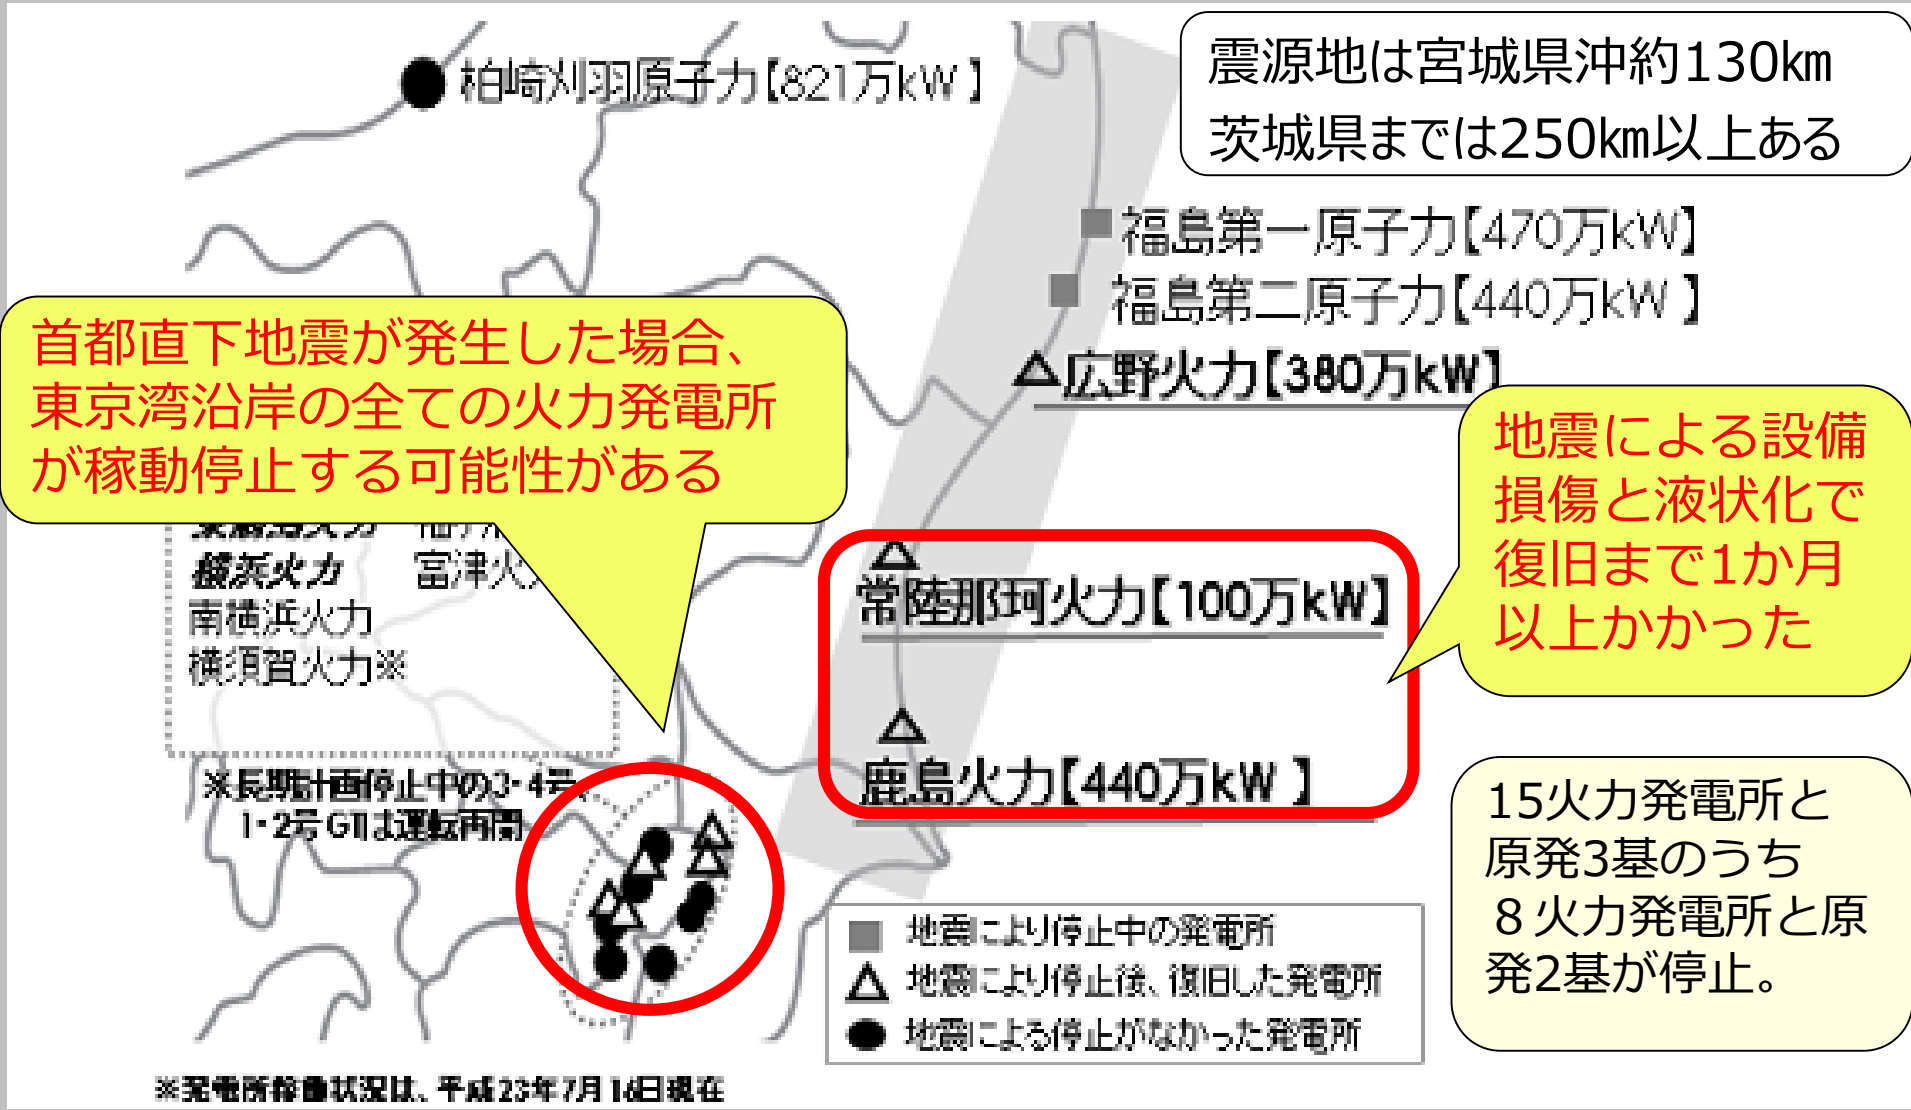 柏崎刈羽原子力【821万kW】
震源地は宮城県沖約130㎞
茨城県までは250㎞以上ある
福島第一原子力【470万kW】
福島第二原子力【440万kW】
広野火力【380万kW】
首都直下地震が発生した場合、
東京湾沿岸の全ての火力発電所
が稼動停止する可能性がある
地震による設備
損傷と液状化で
復旧まで1か月
以上かかった
横浜火力
富津火
南横浜火力
横須賀火力※
常陸那珂火力【100万kW】
鹿島火力【440万kW】
※長期計画停止中の3・4号、
1・2号GTは運転再開
15火力発電所と
原発3基のうち
８火力発電所と原
発2基が停止。
地震により停止中の発電所
地震により停止後、復旧した発電所
地震による停止がなかった発電所
※発電所稼働状況は、平成23年7月16日現在